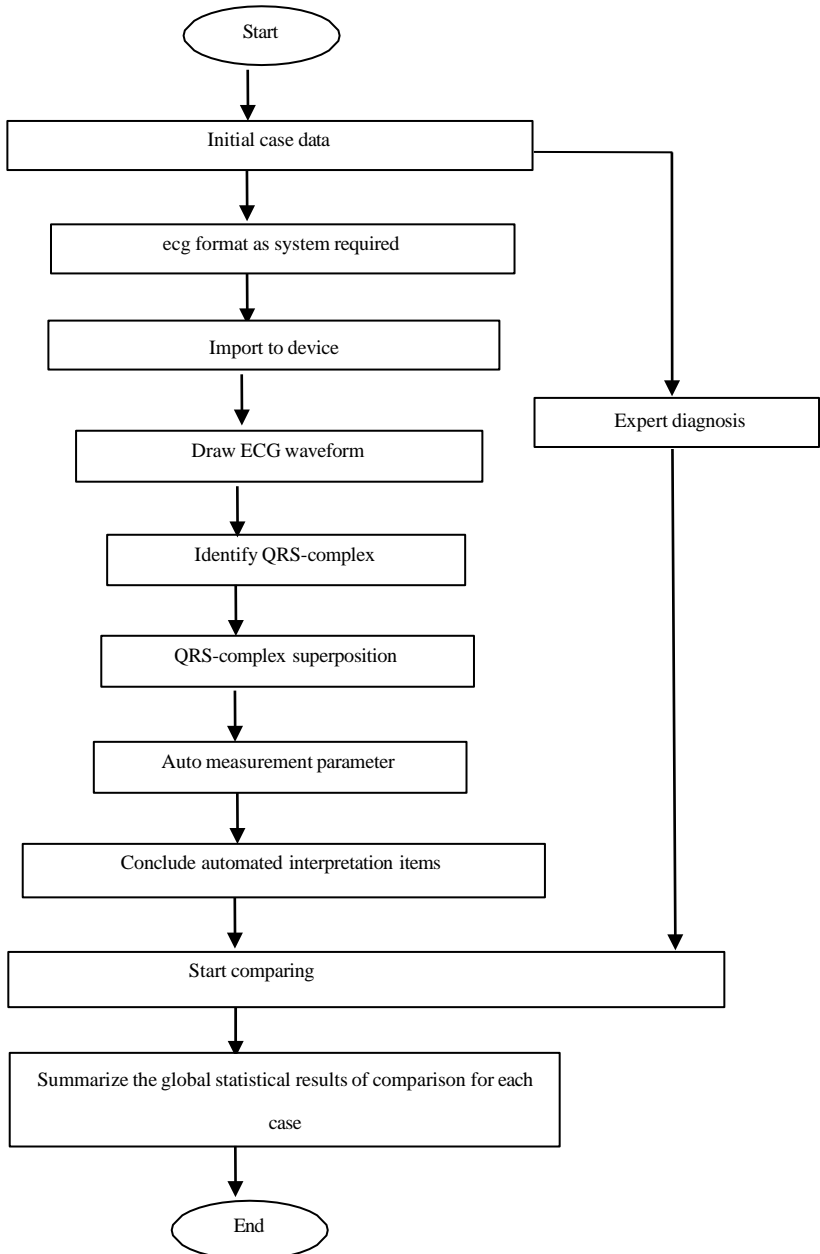 Start
Initial case data
ecg format as system required
Import to device
Expert diagnosis
Draw ECG waveform
Identify QRS-complex
QRS-complex superposition
Auto measurement parameter
Conclude automated interpretation items
Start comparing
Summarize the global statistical results of comparison for each
case
End